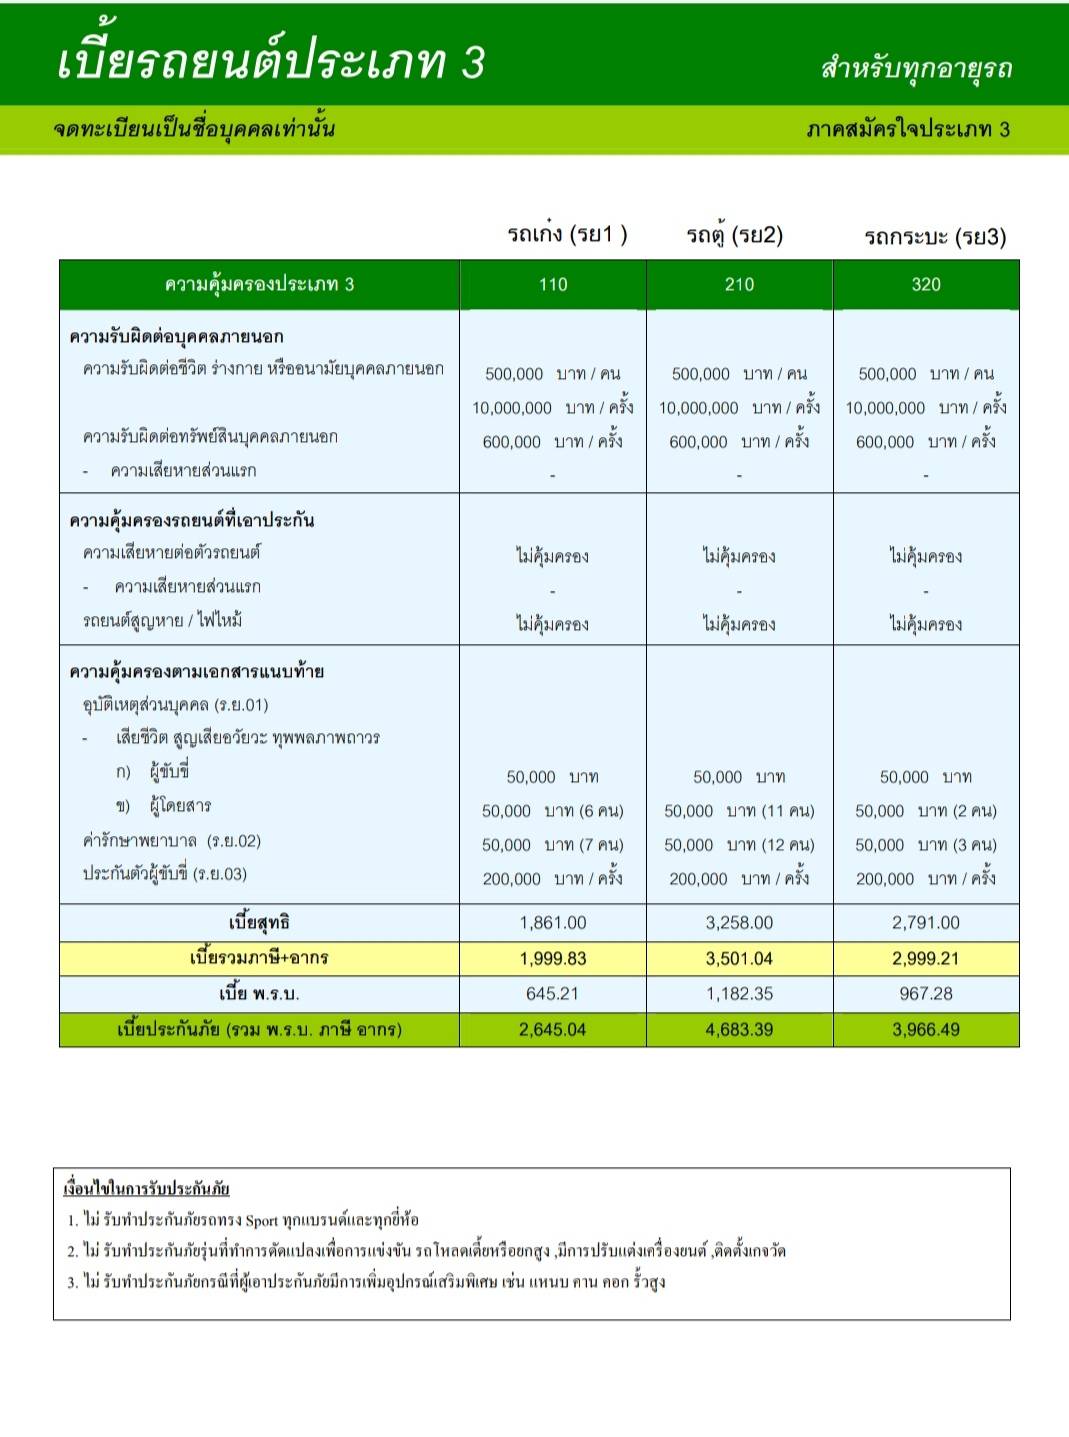 เบี้ยรถยนต์ประเภท 3
สำหรับทุกอายุรถ
จดทะเบียนเป็นชื่อบุคคลเท่านั้น
ภาคสมัครใจประเภท 3
รถเก๋ง (รย1 ) รถตู้ (รย2) รถกระบะ (รย3)
ความคุ้มครองประเภท 3 110 210 320
ความรับผิดต่อบุคคลภายนอก
ความรับผิดต่อชีวิต ร่างกาย หรืออนามัยบุคคลภายนอก 500,000 บาท / คน 500,000 บาท / คน 500,000 บาท / คน
10,000,000 บาท / ครั้ง 10,000,000 บาท / ครั้ง 10,000,000 บาท / ครั้ง
ความรับผิดต่อทรัพย์สินบุคคลภายนอก 600,000 บาท / ครั้ง 600,000 บาท / ครั้ง 600,000 บาท / ครั้ง
- ความเสียหายส่วนแรก - - -
ความคุ้มครองรถยนต์ที่เอาประกัน
ความเสียหายต่อตัวรถยนต์ ไม่คุ้มครอง ไม่คุ้มครอง ไม่คุ้มครอง
- ความเสียหายส่วนแรก - - -
รถยนต์สูญหาย / ไฟไหม้ ไม่คุ้มครอง ไม่คุ้มครอง ไม่คุ้มครอง
ความคุ้มครองตามเอกสารแนบท้าย
อุบัติเหตุส่วนบุคคล (ร.ย.01)
- เสียชีวิต สูญเสียอวัยวะ ทุพพลภาพถาวร
ก) ผู้ขับขี่ 50,000 บาท 50,000 บาท 50,000 บาท
ข) ผู้โดยสาร 50,000 บาท (6 คน) 50,000 บาท (11 คน) 50,000 บาท (2 คน)
ค่ารักษาพยาบาล (ร.ย.02) 50,000 บาท (7 คน) 50,000 บาท (12 คน) 50,000 บาท (3 คน)
ประกันตัวผู้ขับขี่ (ร.ย.03) 200,000 บาท / ครั้ง 200,000 บาท / ครั้ง 200,000 บาท / ครั้ง
เบี้ยสุทธิ 1,861.00 3,258.00 2,791.00
เบี้ยรวมภาษี+อากร 1,999.83 3,501.04 2,999.21
เบี้ย พ.ร.บ. 645.21 1,182.35 967.28
เบี้ยประกันภัย (รวม พ.ร.บ. ภาษี อากร) 2,645.04 4,683.39 3,966.49
เงื่อนไขในการรับประกันภัย
1. ไม่ รับทำประกันภัยรถทรง Sport ทุกแบรนด์และทุกยี่ห้อ
2. ไม่ รับทำประกันภัยรุ่นที่ทำการดัดแปลงเพื่อการแข่งขัน รถโหลดเตี้ยหรือยกสูง ,มีการปรับแต่งเครื่องยนต์ ,ติดตั้งเกจวัด
3. ไม่ รับทำประกันภัยกรณีที่ผู้เอาประกันภัยมีการเพิ่มอุปกรณ์เสริมพิเศษ เช่น แหนบ คาน คอก รั้วสูง